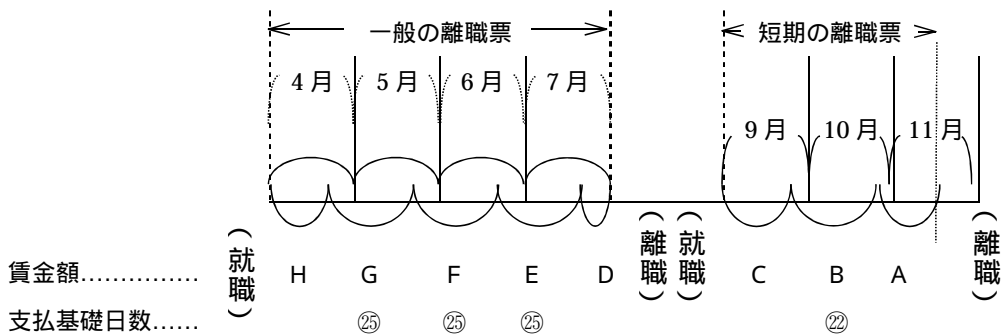 一般の離職票 短期の離職票
4月 5月 6月 7月
9月 10月 11月
(就職) (離職) (就職) (離職)
賃金額…………… H G F E D C B A
支払基礎日数…… ㉕ ㉕ ㉕ ㉒